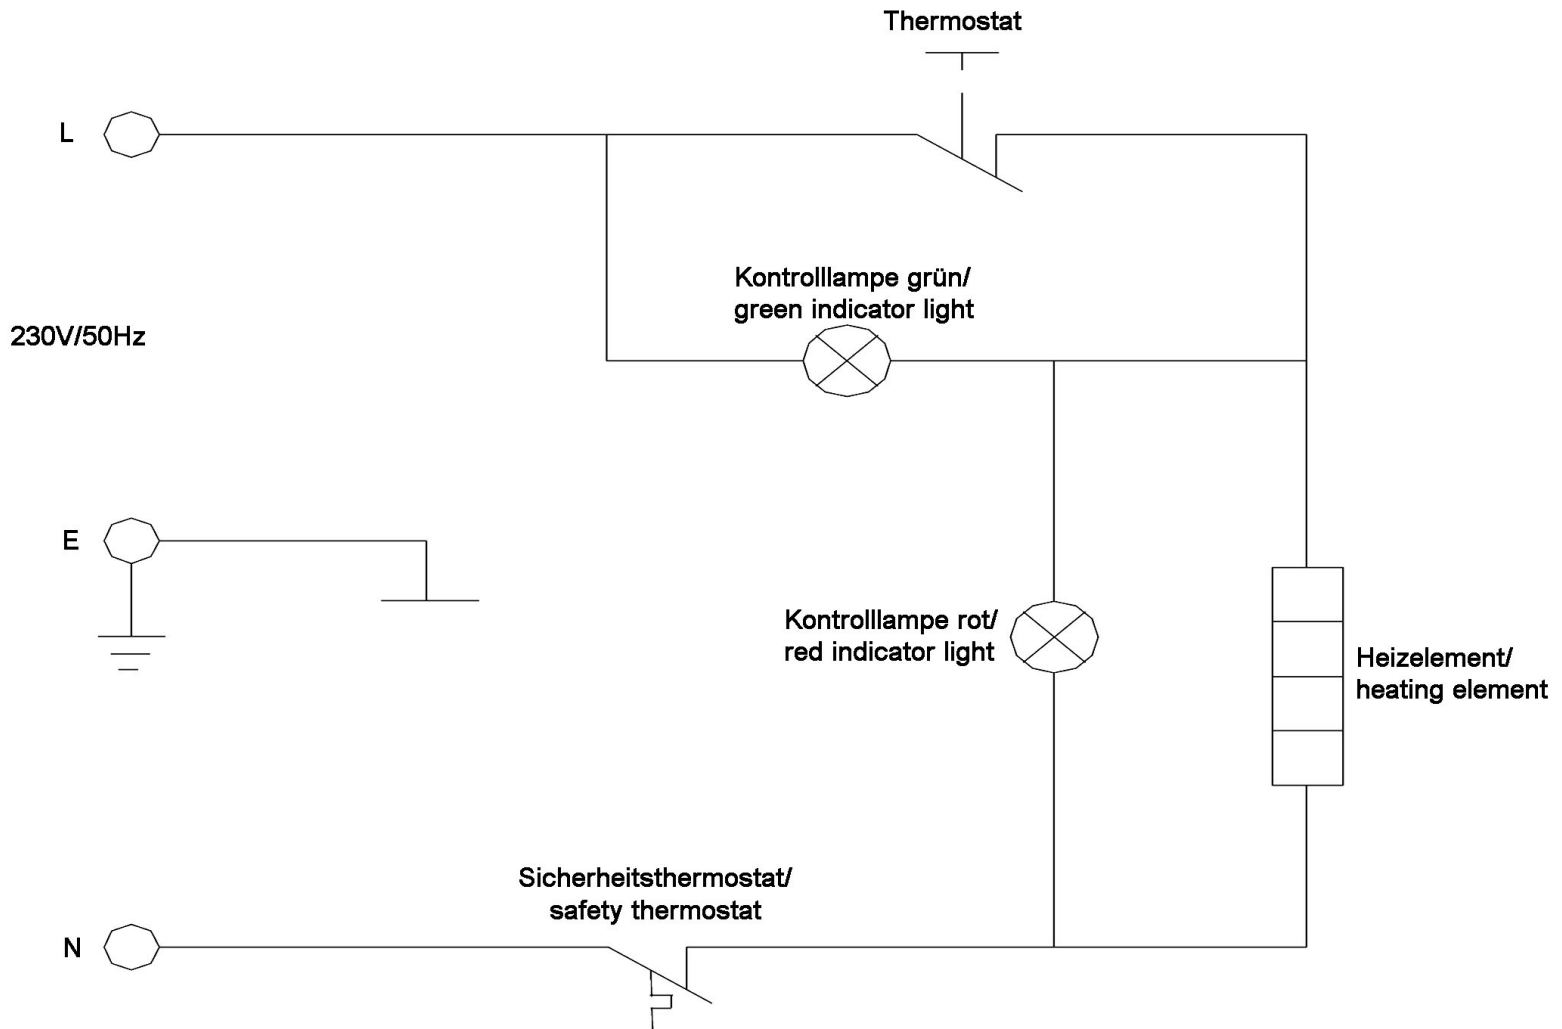 Thermostat
L
Kontrolllampe grün/
green indicator light
230V/50Hz
E
Kontrolllampe rot/
red indicator light
Heizelement/
heating element
Sicherheitsthermostat/
safety thermostat
N